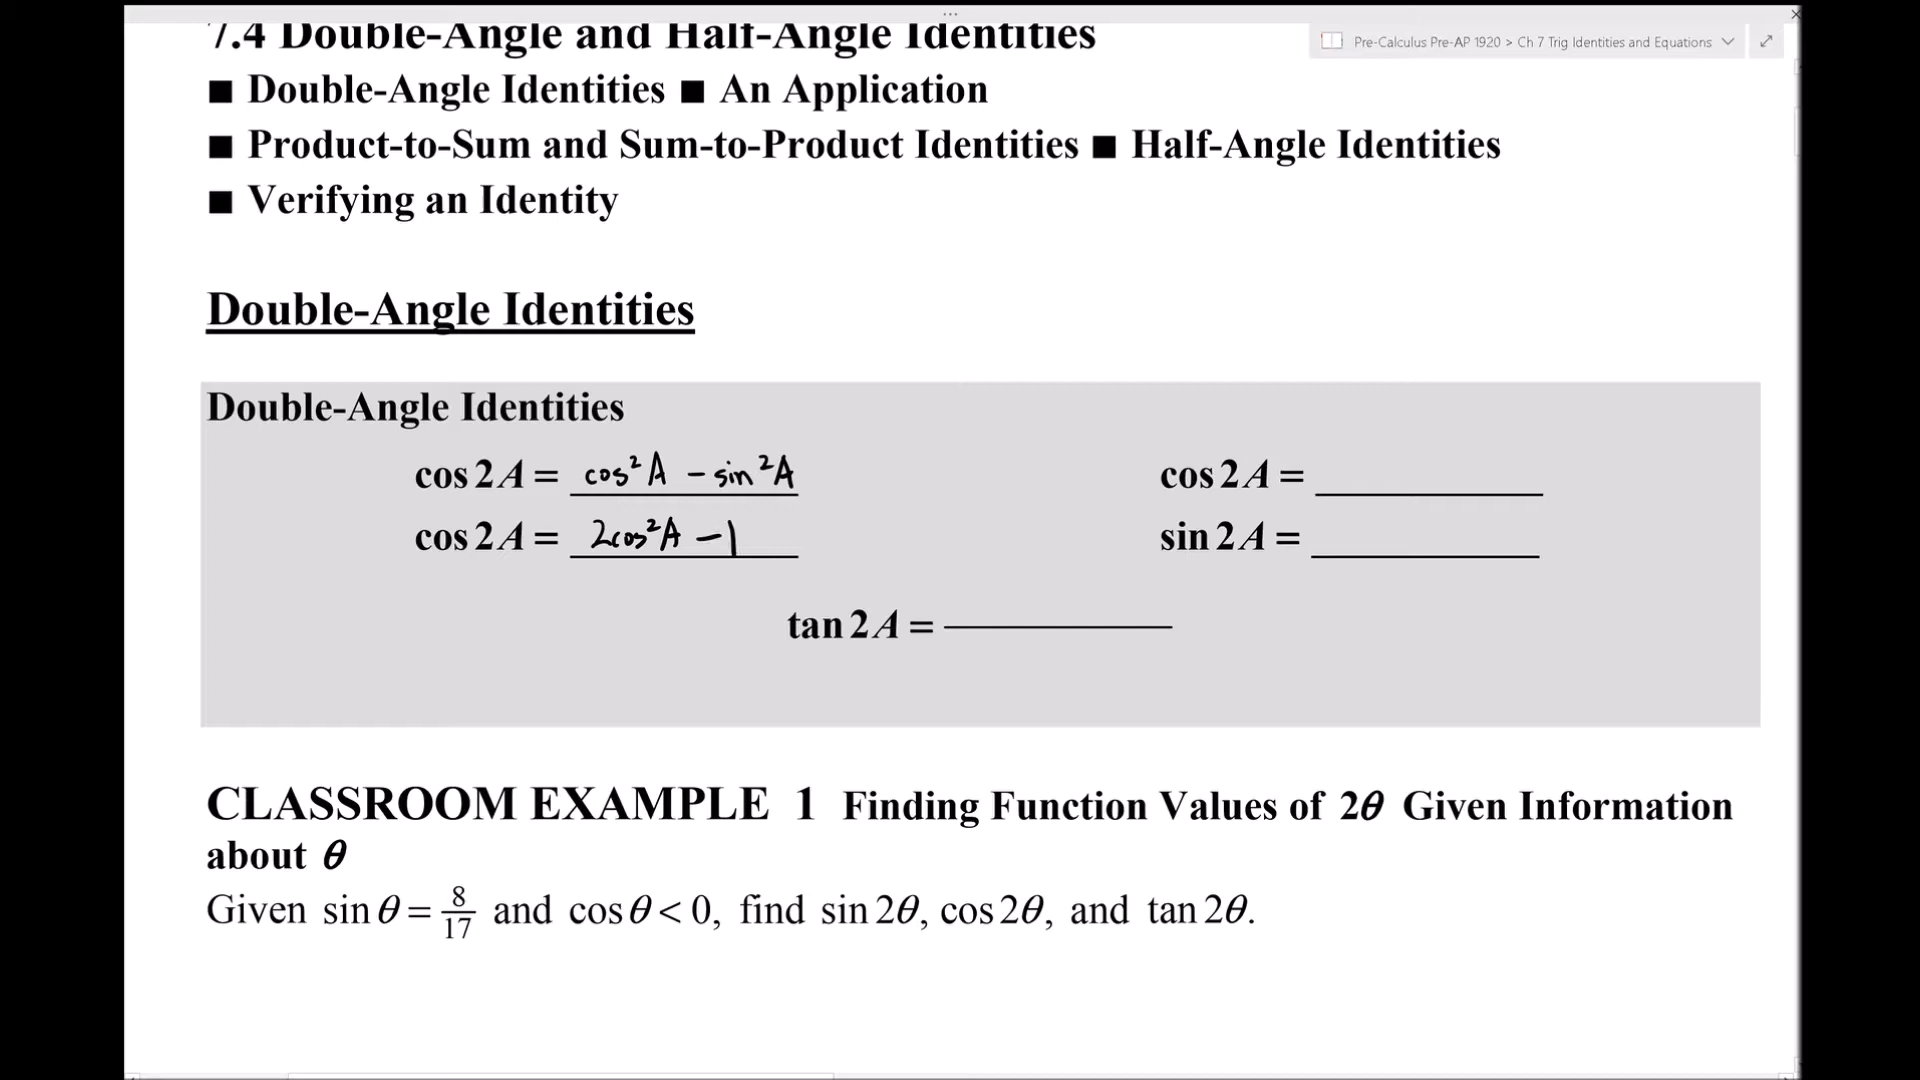 7.4 Double-Angle and Half-Angle Identities
Pre-Calculus Pre-AP 1920 > Ch 7 Trig Identities and Equations
■ Double-Angle Identities ■ An Application
■ Product-to-Sum and Sum-to-Product Identities ■ Half-Angle Identities
■ Verifying an Identity
Double-Angle Identities
Double-Angle Identities
cos 2A = cos²A - sin²A cos 2A = ____________
cos 2A = 2cos²A - 1 sin 2A = ____________
tan 2A = ____________
CLASSROOM EXAMPLE 1 Finding Function Values of 2θ Given Information
about θ
Given sin θ = 8/17 and cos θ < 0, find sin 2θ, cos 2θ, and tan 2θ.